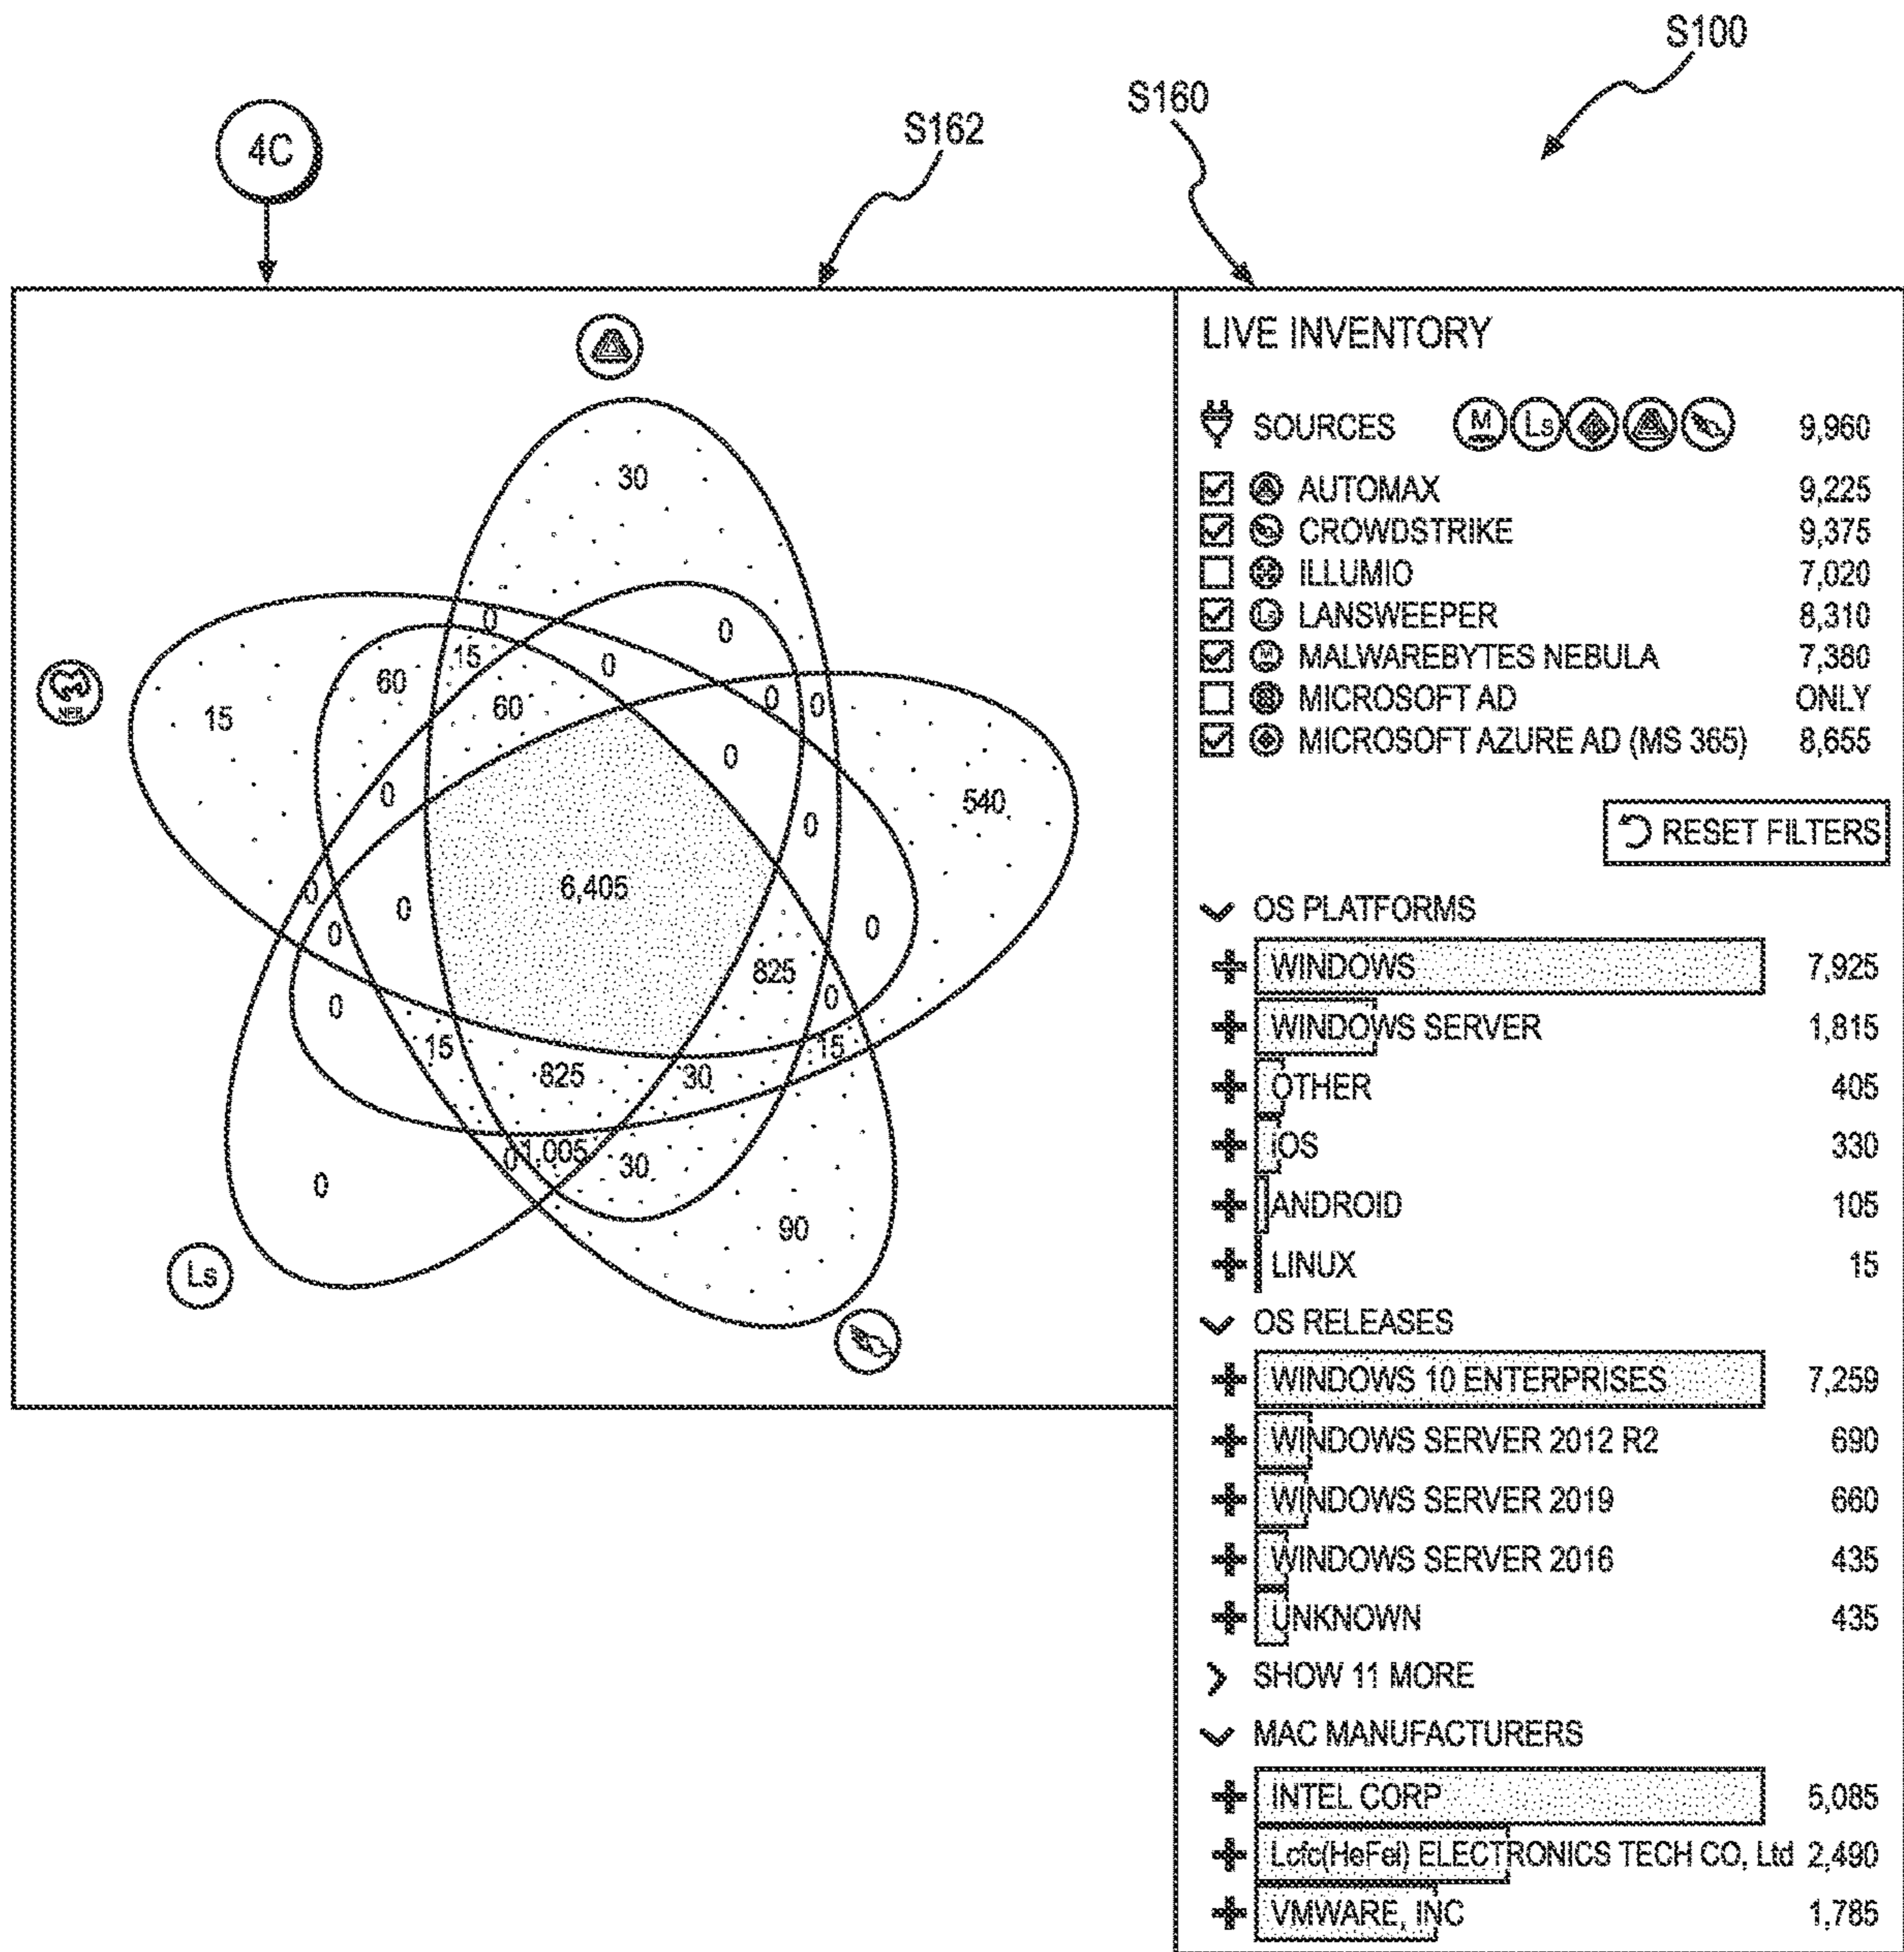 S100
S160
S162
4C
30
0
0
15
0
60
0
0
60
15
0
0
540
0
0
6,405
0
0
0
0
825
0
0
15
15
825
30
1,005
0
30
0
90
Ls
LIVE INVENTORY
SOURCES M Ls 9,960
AUTOMAX 9,225
CROWDSTRIKE 9,375
ILLUMIO 7,020
Ls LANSWEEPER 8,310
M MALWAREBYTES NEBULA 7,380
MICROSOFT AD ONLY
MICROSOFT AZURE AD (MS 365) 8,655
RESET FILTERS
OS PLATFORMS
WINDOWS 7,925
WINDOWS SERVER 1,815
OTHER 405
iOS 330
ANDROID 105
LINUX 15
OS RELEASES
WINDOWS 10 ENTERPRISES 7,259
WINDOWS SERVER 2012 R2 690
WINDOWS SERVER 2019 660
WINDOWS SERVER 2016 435
UNKNOWN 435
SHOW 11 MORE
MAC MANUFACTURERS
INTEL CORP 5,085
Lcfc(HeFei) ELECTRONICS TECH CO, Ltd 2,490
VMWARE, INC 1,785